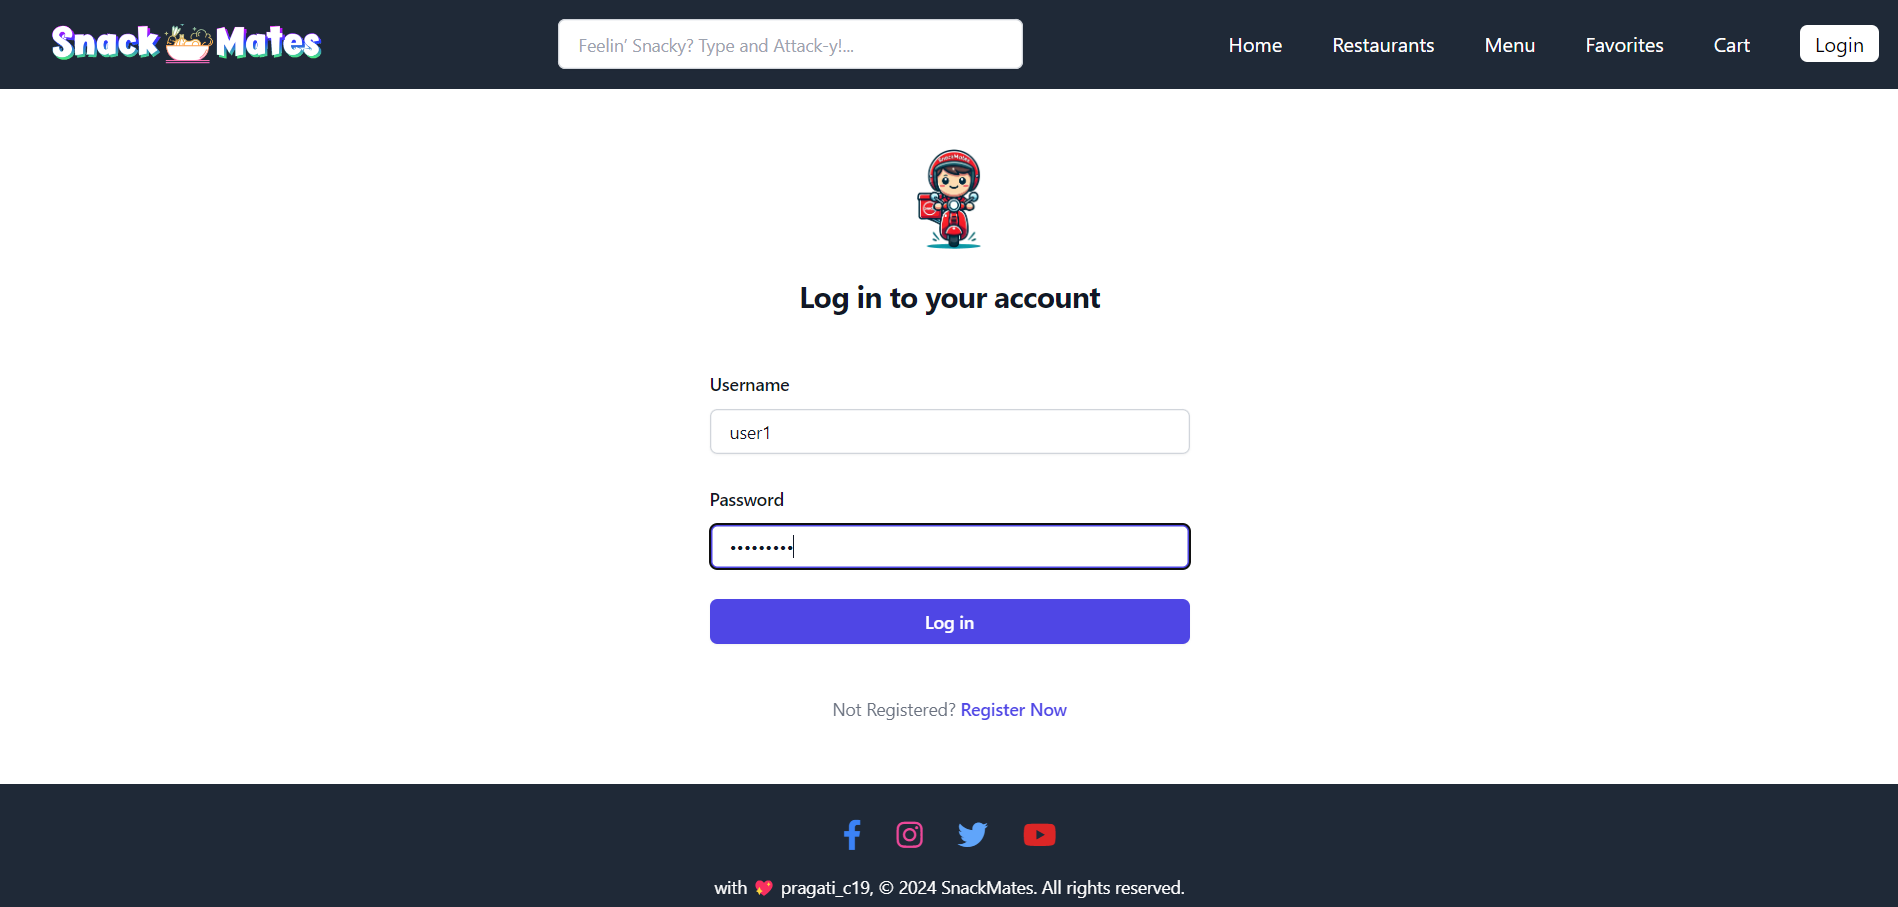 Snack Mates
Feelin’ Snacky? Type and Attack-y!...
Home Restaurants Menu Favorites Cart Login
SnackMates
Log in to your account
Username
user1
Password
•••••••••
Log in
Not Registered? Register Now
with 💖 pragati_c19, © 2024 SnackMates. All rights reserved.